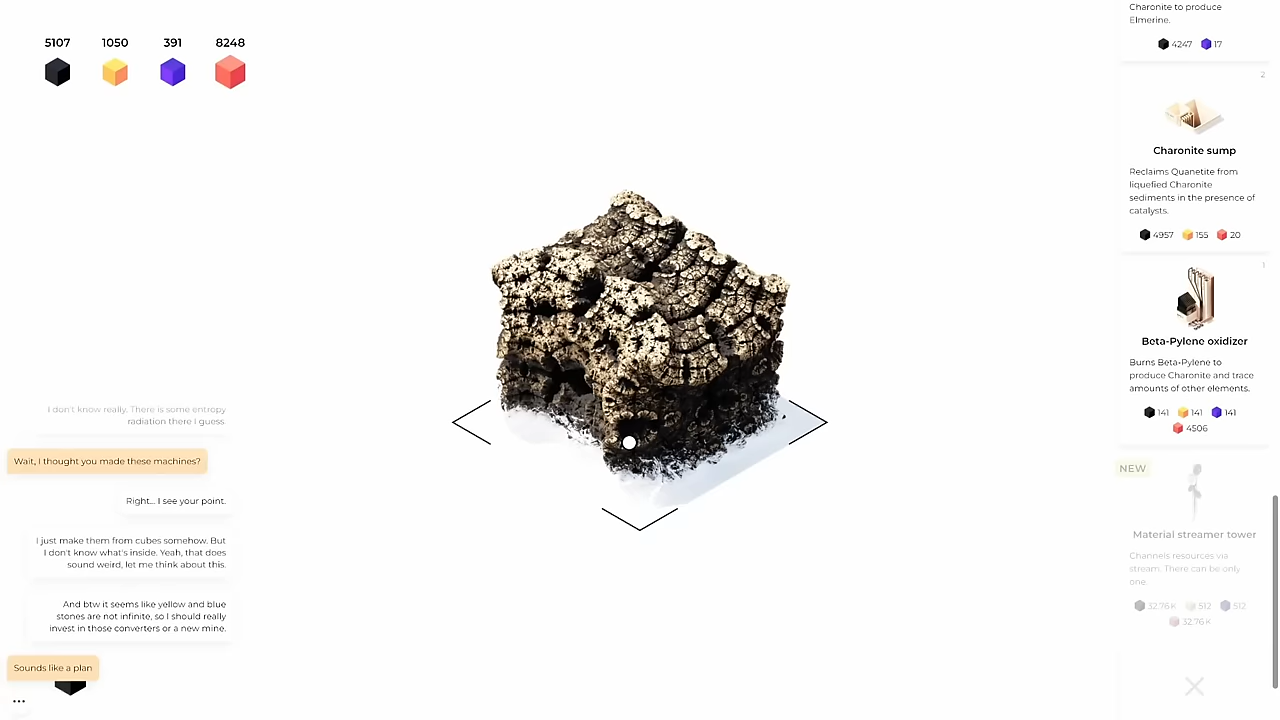 5107
1050
391
8248
I don't know really. There is some entropy
radiation there I guess.
Wait, I thought you made these machines?
Right... I see your point.
I just make them from cubes somehow. But
I don't know what's inside. Yeah, that does
sound weird, let me think about this.
And btw it seems like yellow and blue
stones are not infinite, so I should really
invest in those converters or a new mine.
Sounds like a plan
...
Charonite to produce
Elmerine.
4247 17
2
Charonite sump
Reclaims Quanetite from
liquefied Charonite
sediments in the presence of
catalysts.
4957 155 20
1
Beta-Pylene oxidizer
Burns Beta-Pylene to
produce Charonite and trace
amounts of other elements.
141 141 141
4506
NEW
Material streamer tower
Channels resources via
stream. There can be only
one.
32.76K 512 512
32.76K